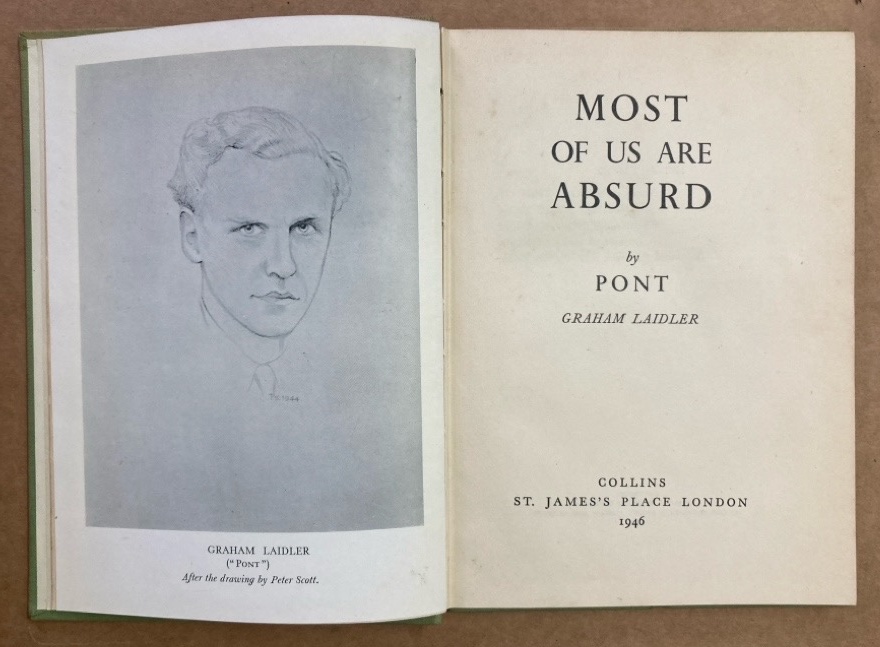 GRAHAM LAIDLER
("PONT")
After the drawing by Peter Scott.
MOST
OF US ARE
ABSURD
by
PONT
GRAHAM LAIDLER
COLLINS
ST. JAMES'S PLACE LONDON
1946